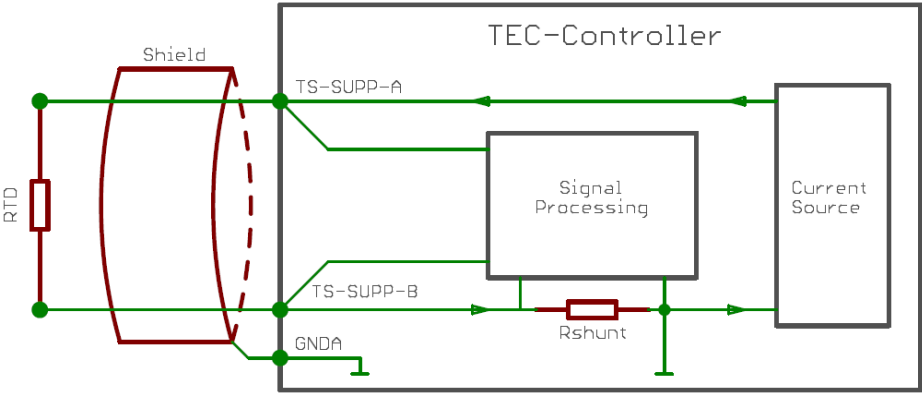 TEC-Controller
Shield
TS-SUPP-A
RTD
Signal
Processing
Current
Source
TS-SUPP-B
Rshunt
GNDA